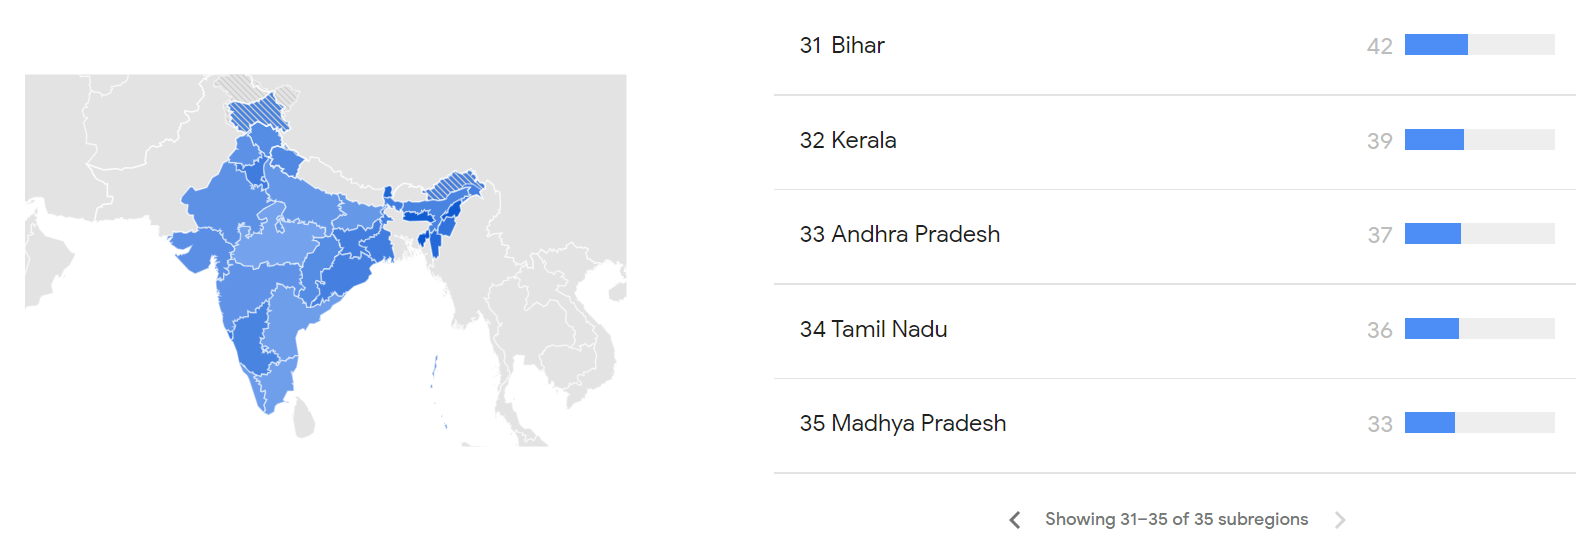 31 Bihar 42
32 Kerala 39
33 Andhra Pradesh 37
34 Tamil Nadu 36
35 Madhya Pradesh 33
Showing 31–35 of 35 subregions